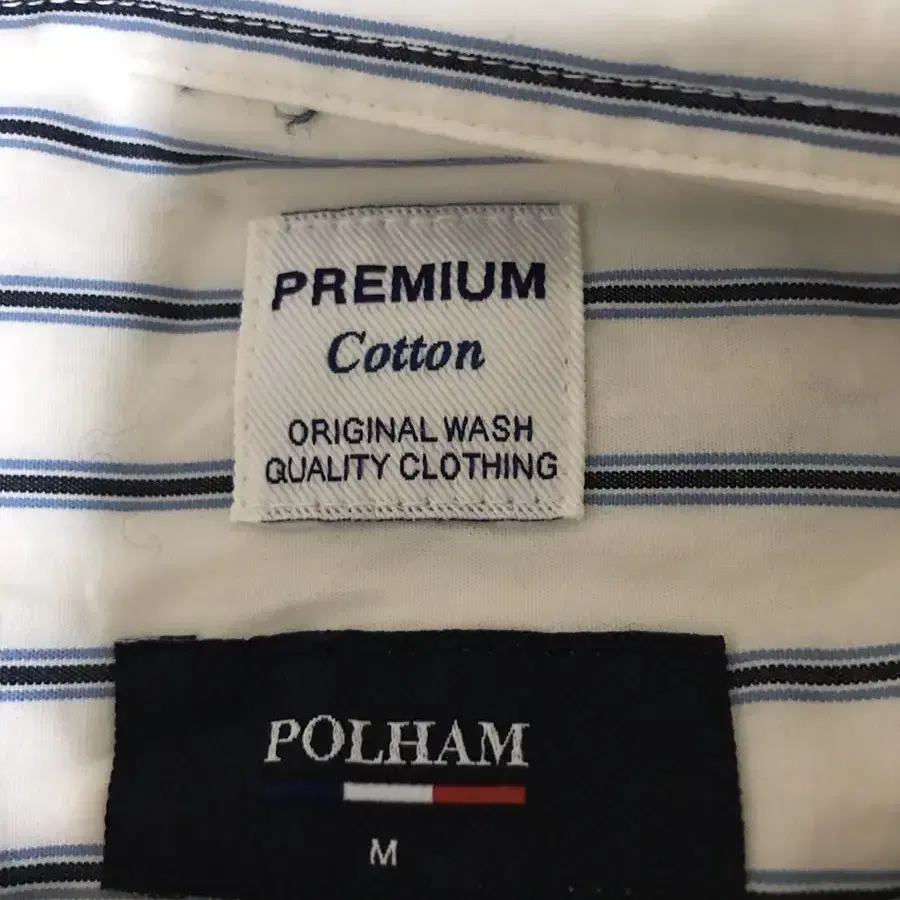 PREMIUM
Cotton
ORIGINAL WASH
QUALITY CLOTHING
POLHAM
M